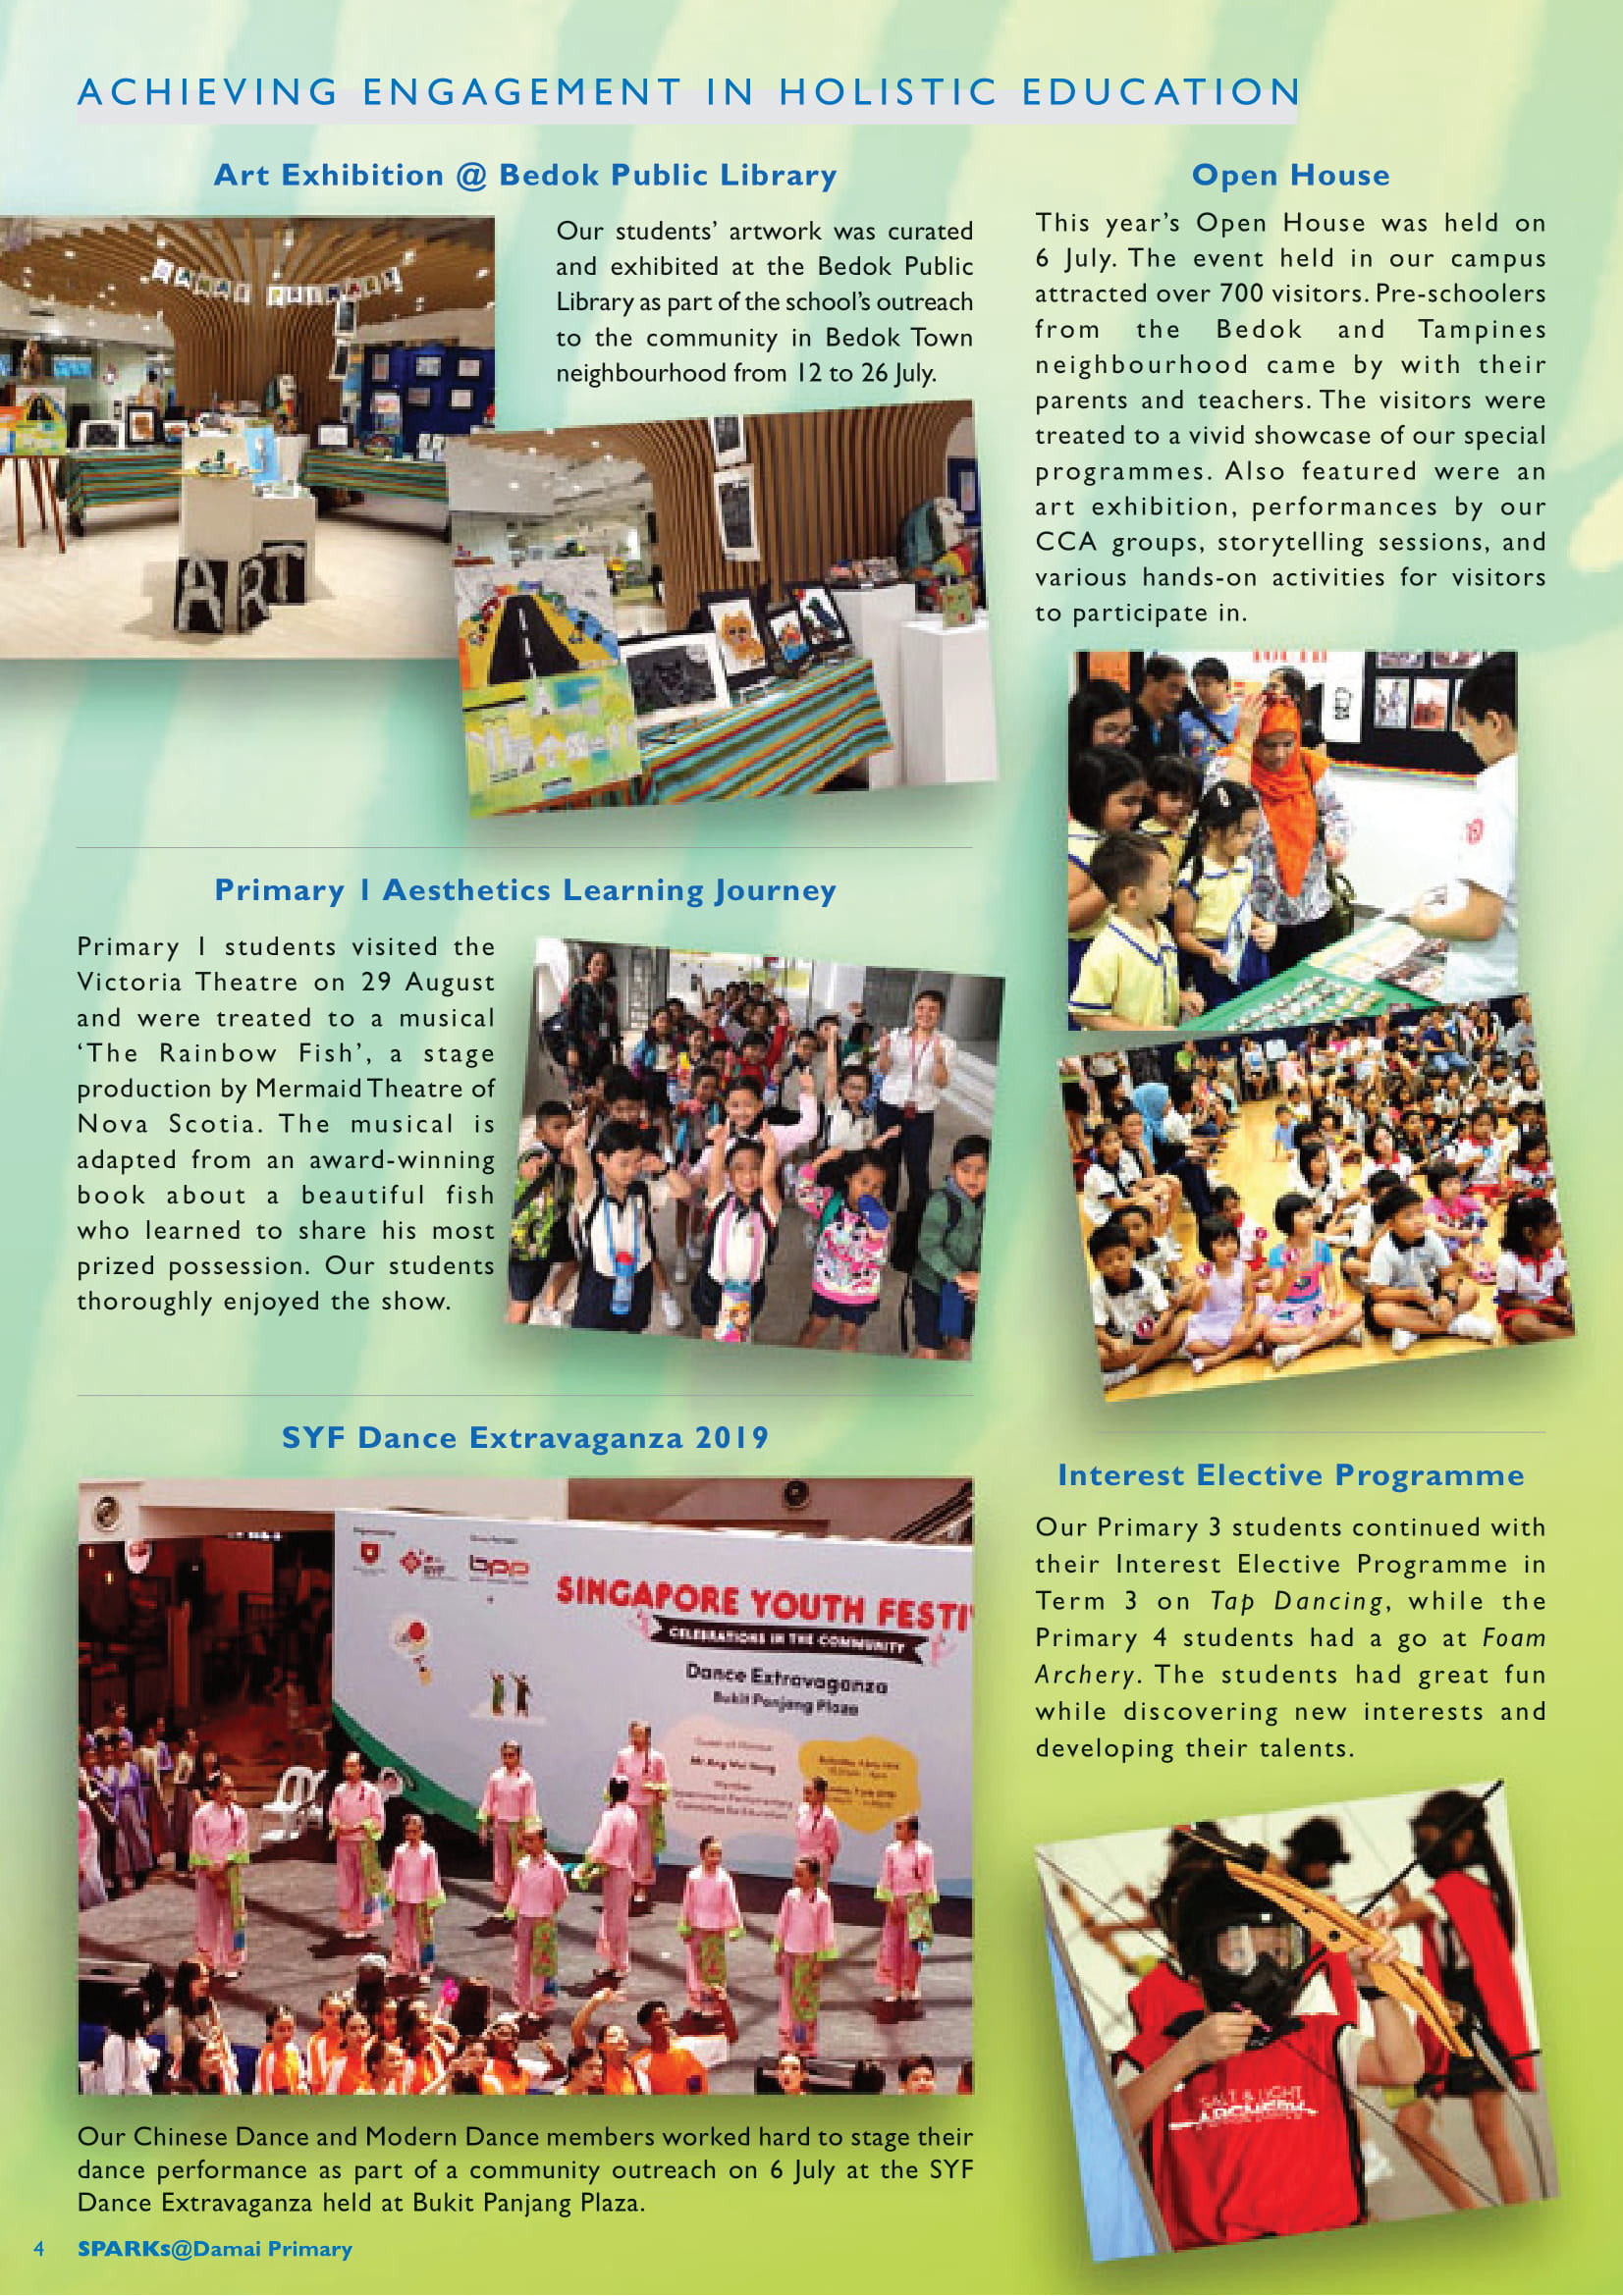 ACHIEVING ENGAGEMENT IN HOLISTIC EDUCATION
Art Exhibition @ Bedok Public Library
Our students’ artwork was curated
and exhibited at the Bedok Public
Library as part of the school’s outreach
to the community in Bedok Town
neighbourhood from 12 to 26 July.
ART
Primary 1 Aesthetics Learning Journey
Primary 1 students visited the
Victoria Theatre on 29 August
and were treated to a musical
‘The Rainbow Fish’, a stage
production by Mermaid Theatre of
Nova Scotia. The musical is
adapted from an award-winning
book about a beautiful fish
who learned to share his most
prized possession. Our students
thoroughly enjoyed the show.
SYF Dance Extravaganza 2019
SYF
bpp
SINGAPORE YOUTH FESTI
CELEBRATIONS IN THE COMMUNITY
Dance Extravaganza
Bukit Panjang Plaza
Our Chinese Dance and Modern Dance members worked hard to stage their
dance performance as part of a community outreach on 6 July at the SYF
Dance Extravaganza held at Bukit Panjang Plaza.
Open House
This year’s Open House was held on
6 July. The event held in our campus
attracted over 700 visitors. Pre-schoolers
from the Bedok and Tampines
neighbourhood came by with their
parents and teachers. The visitors were
treated to a vivid showcase of our special
programmes. Also featured were an
art exhibition, performances by our
CCA groups, storytelling sessions, and
various hands-on activities for visitors
to participate in.
Interest Elective Programme
Our Primary 3 students continued with
their Interest Elective Programme in
Term 3 on Tap Dancing, while the
Primary 4 students had a go at Foam
Archery. The students had great fun
while discovering new interests and
developing their talents.
SALT & LIGHT
ARCHERY
4 SPARKs@Damai Primary